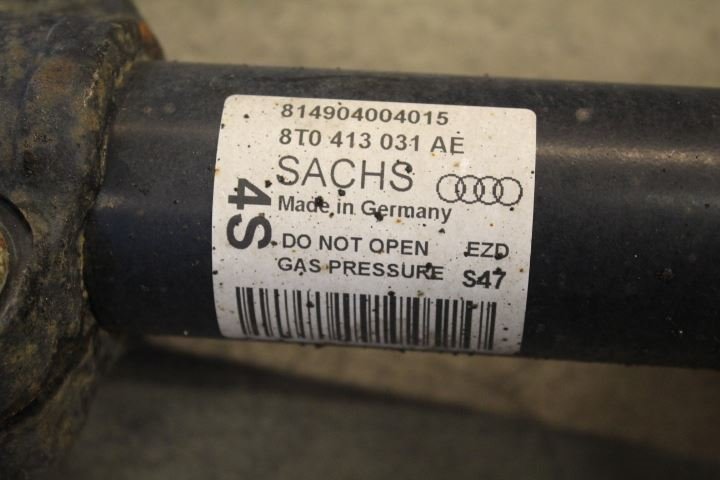 814904004015
8T0 413 031 AE
SACHS
Made in Germany
4S
DO NOT OPEN EZD
GAS PRESSURE S47